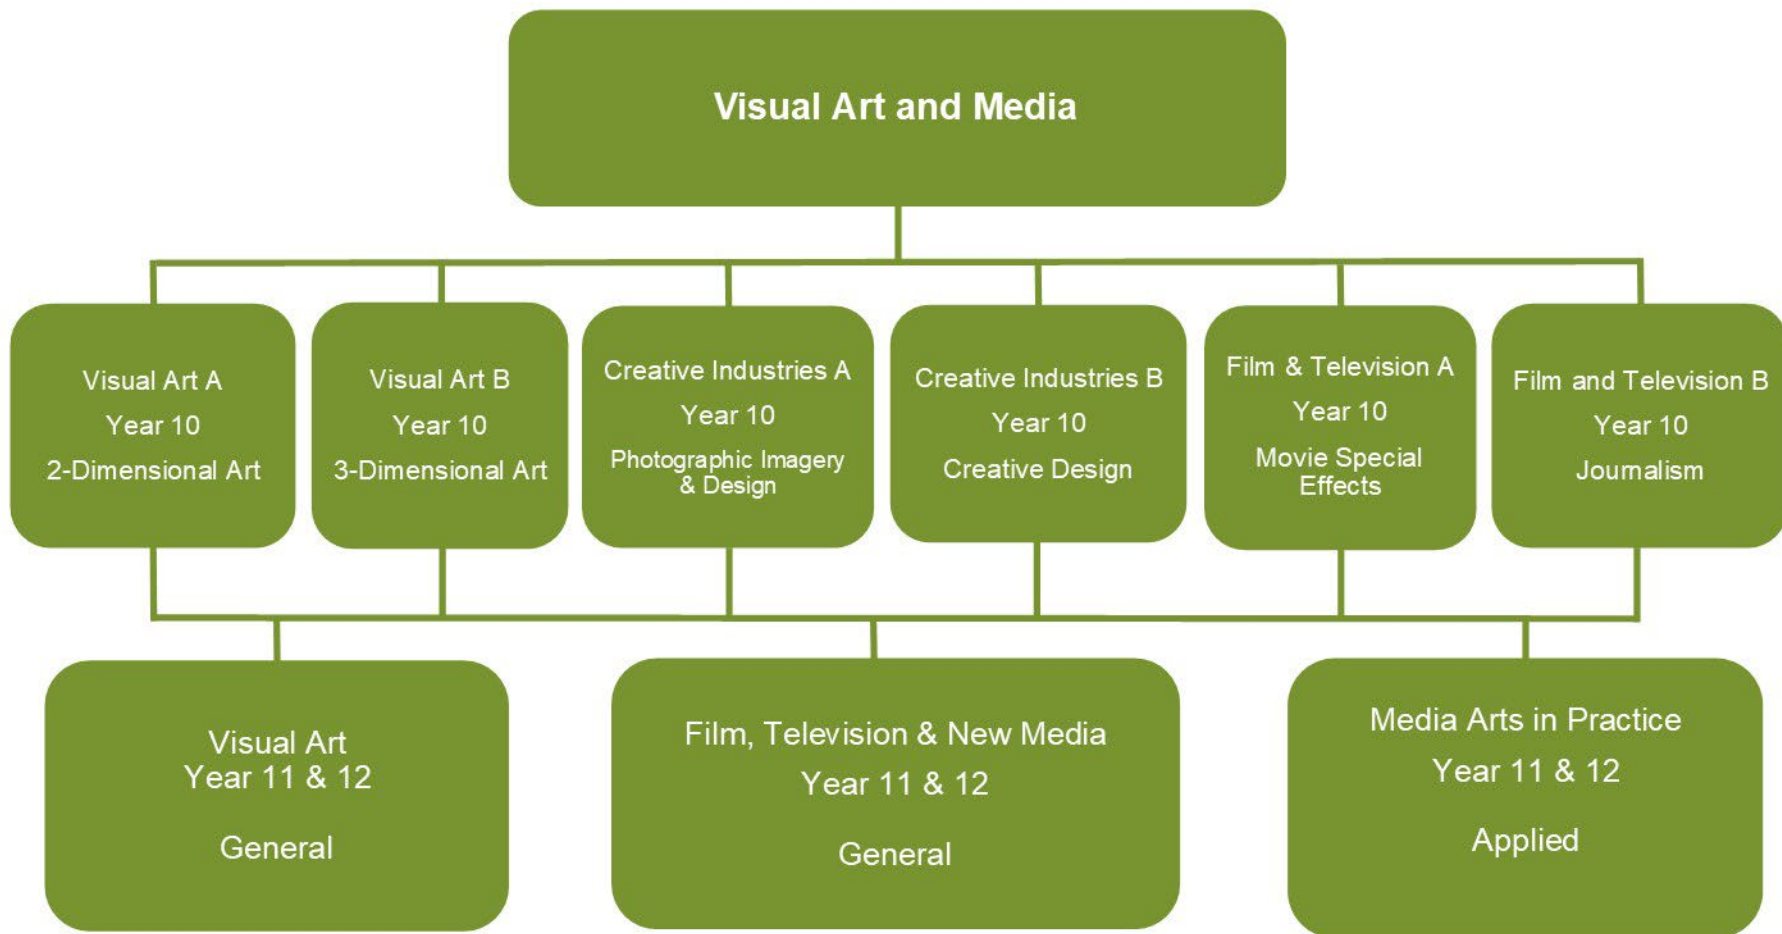 Visual Art and Media
Visual Art A
Year 10
2-Dimensional Art
Visual Art B
Year 10
3-Dimensional Art
Creative Industries A
Year 10
Photographic Imagery
& Design
Creative Industries B
Year 10
Creative Design
Film & Television A
Year 10
Movie Special
Effects
Film and Television B
Year 10
Journalism
Visual Art
Year 11 & 12
General
Film, Television & New Media
Year 11 & 12
General
Media Arts in Practice
Year 11 & 12
Applied